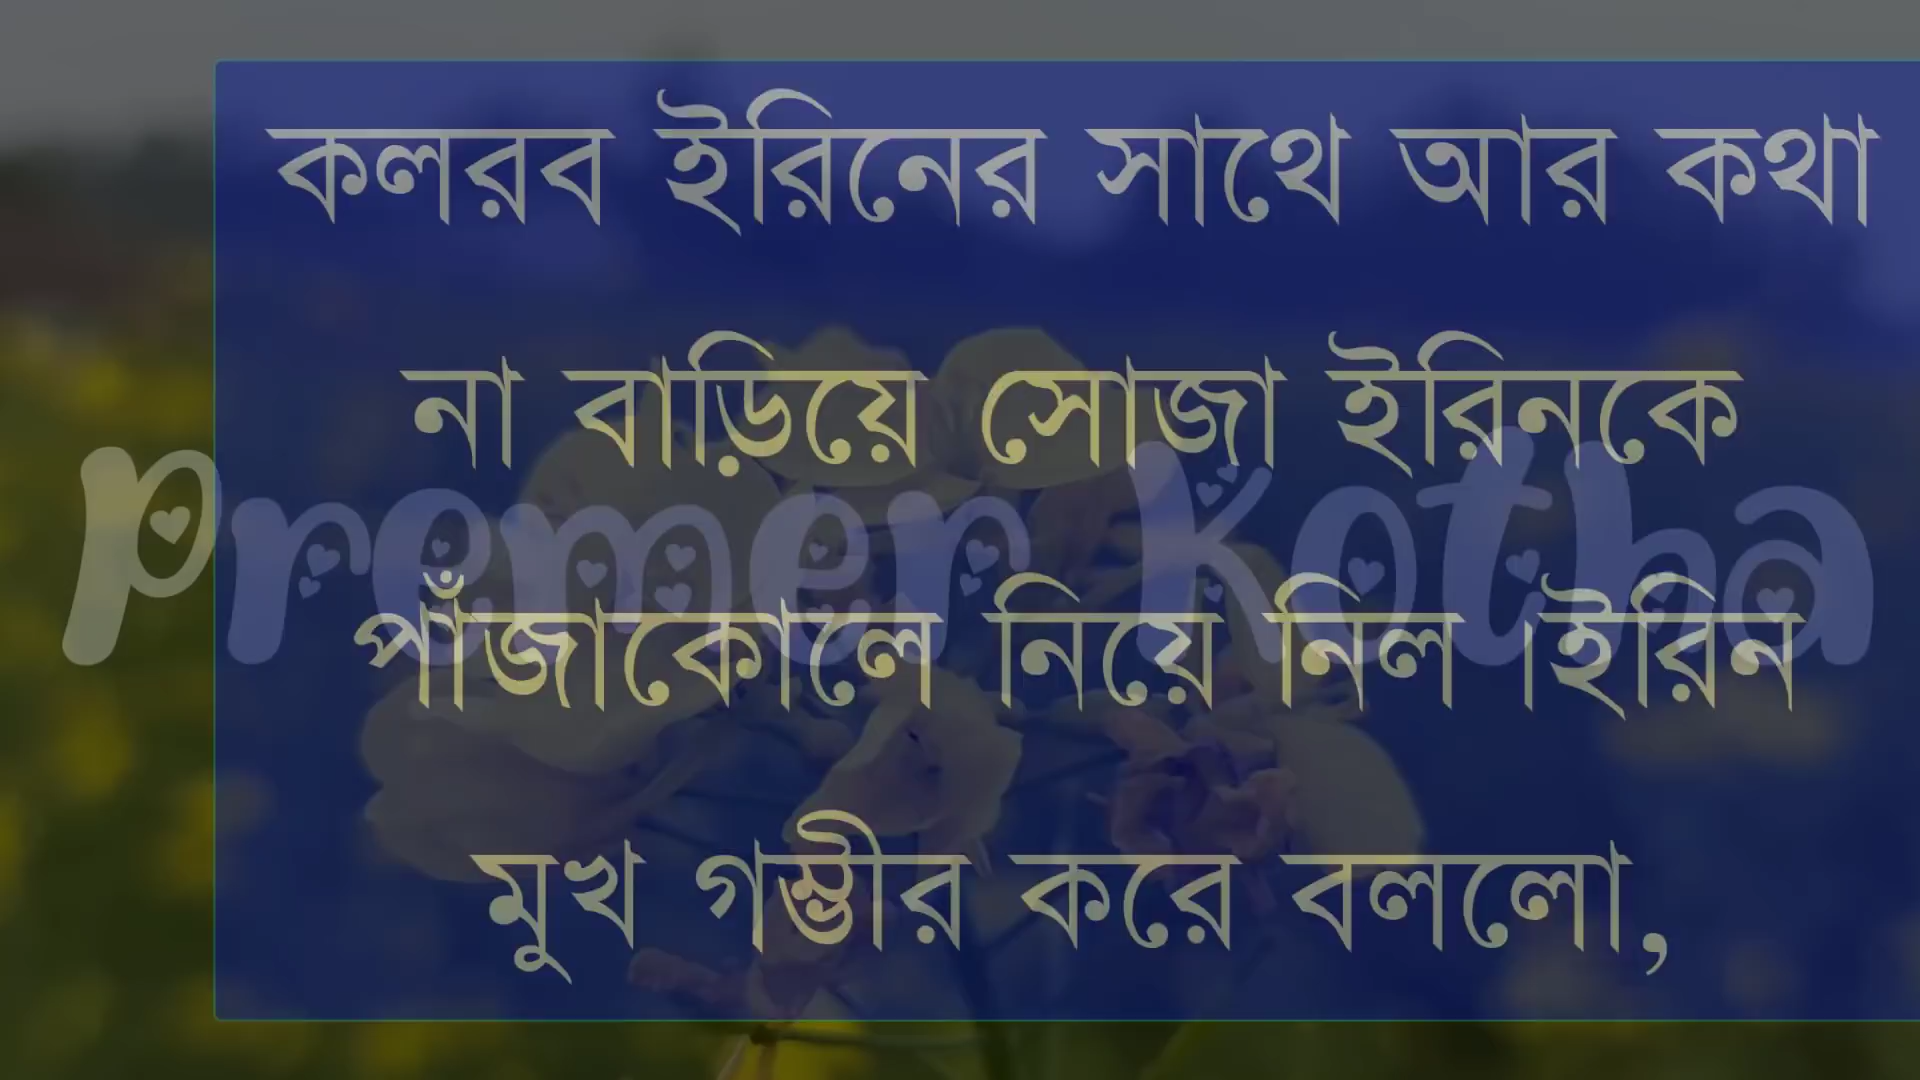 কলরব ইরিনের সাথে আর কথা
না বাড়িয়ে সোজা ইরিনকে
Premer Kotha
পাঁজাকোলে নিয়ে নিল ।ইরিন
মুখ গম্ভীর করে বললো,